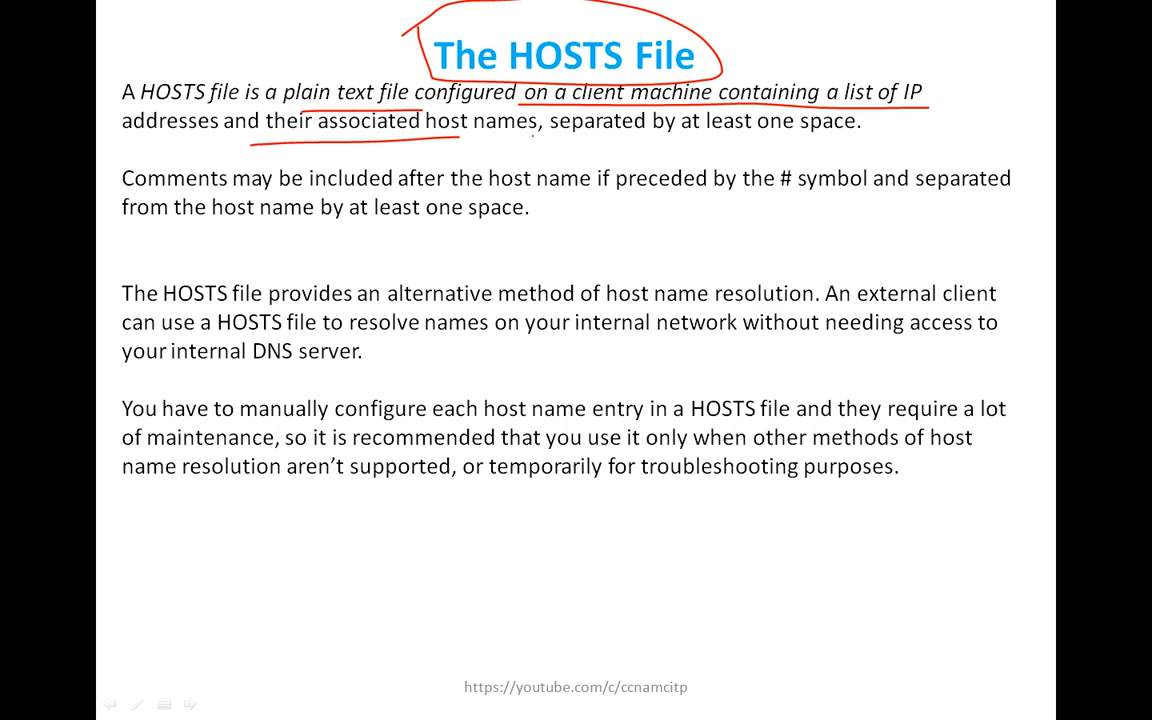 The HOSTS File
A HOSTS file is a plain text file configured on a client machine containing a list of IP
addresses and their associated host names, separated by at least one space.
Comments may be included after the host name if preceded by the # symbol and separated
from the host name by at least one space.
The HOSTS file provides an alternative method of host name resolution. An external client
can use a HOSTS file to resolve names on your internal network without needing access to
your internal DNS server.
You have to manually configure each host name entry in a HOSTS file and they require a lot
of maintenance, so it is recommended that you use it only when other methods of host
name resolution aren’t supported, or temporarily for troubleshooting purposes.
https://youtube.com/c/ccnamcitp